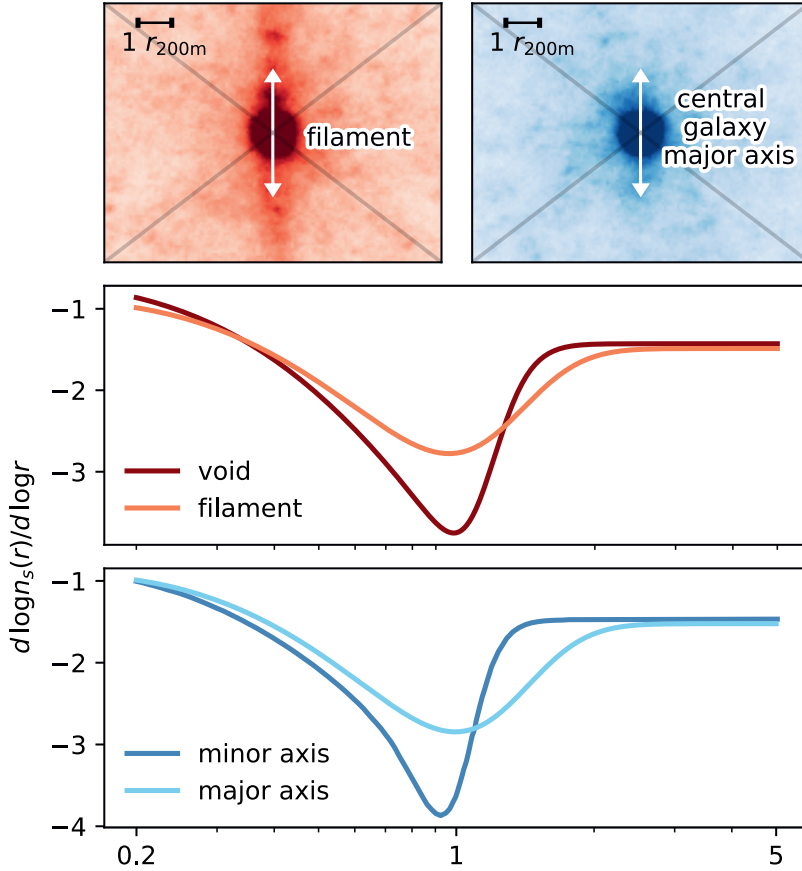 1 r200m
filament
1 r200m
central
galaxy
major axis
−1
−2
−3
void
filament
d log ns(r)/d log r
−1
−2
−3
−4
minor axis
major axis
0.2
1
5